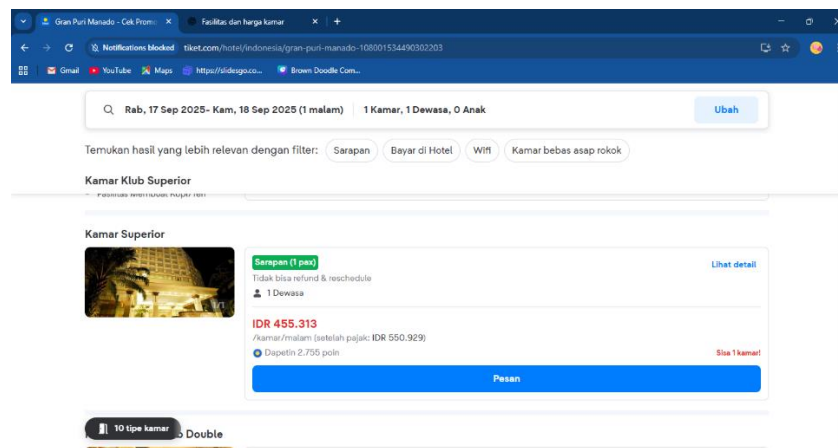 Gran Puri Manado - Cek Promo
Fasilitas dan harga kamar
Notifications blocked
tiket.com/hotel/indonesia/gran-puri-manado-108001534490302203
Gmail
YouTube
Maps
https://slidesgo.co...
Brown Doodle Com...
Rab, 17 Sep 2025- Kam, 18 Sep 2025 (1 malam)
1 Kamar, 1 Dewasa, 0 Anak
Ubah
Temukan hasil yang lebih relevan dengan filter:
Sarapan
Bayar di Hotel
Wifi
Kamar bebas asap rokok
Kamar Klub Superior
Kamar Superior
1/1
Sarapan (1 pax)
Lihat detail
Tidak bisa refund & reschedule
1 Dewasa
IDR 455.313
/kamar/malam (setelah pajak: IDR 550.929)
Dapetin 2.755 poin
Sisa 1 kamar!
Pesan
10 tipe kamar
Double